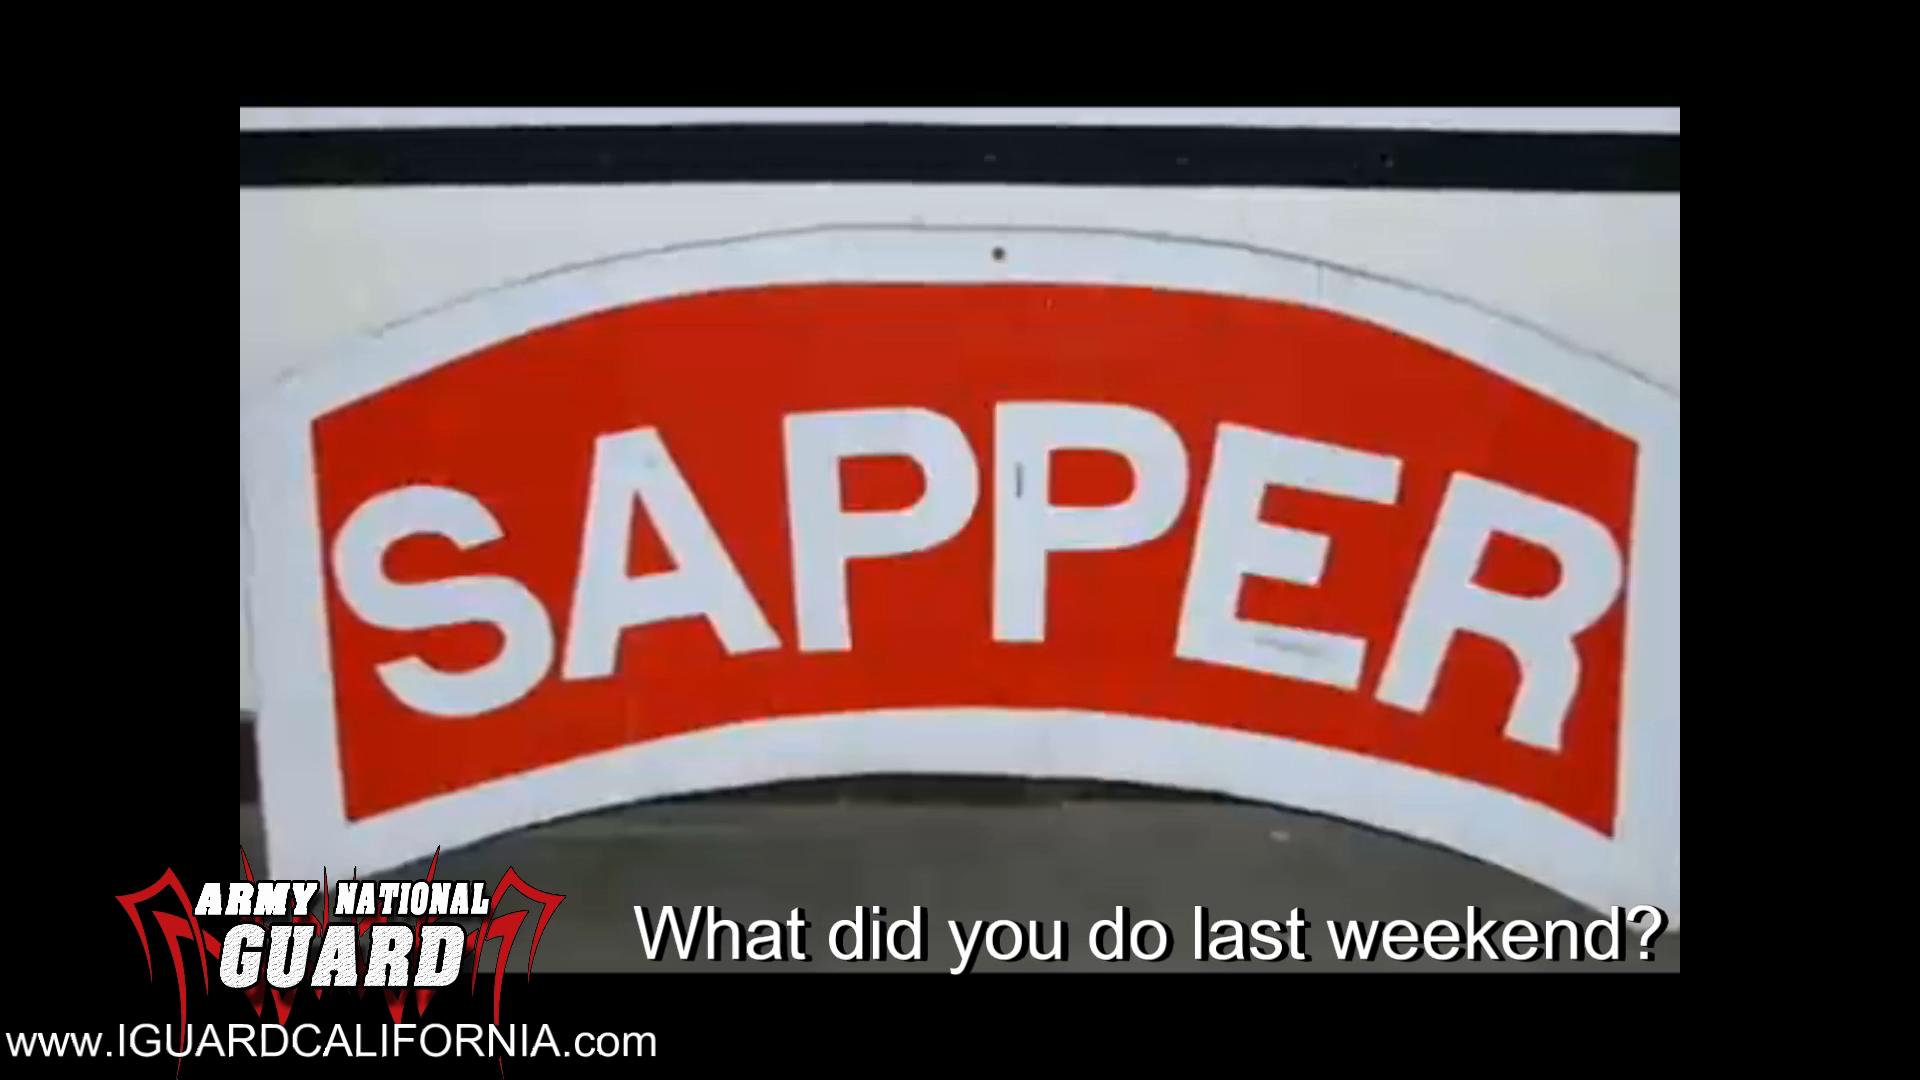 SAPPER
ARMY NATIONAL
GUARD
What did you do last weekend?
www.IGUARDCALIFORNIA.com